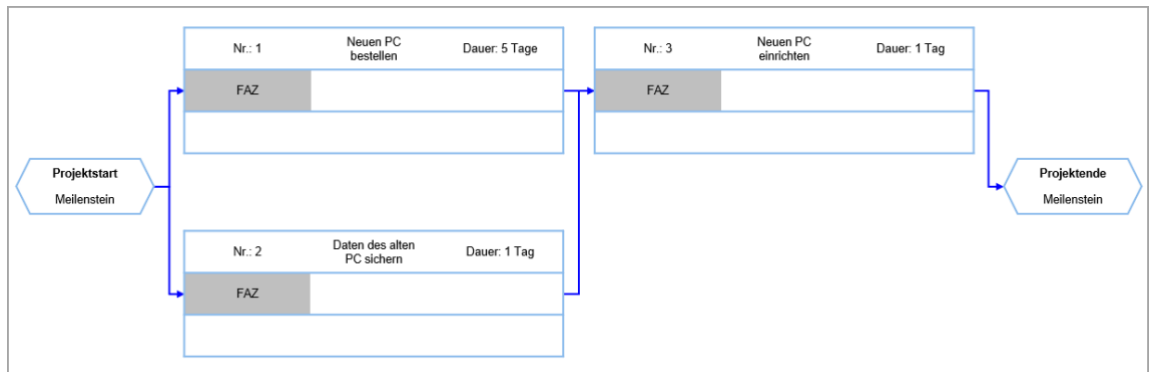 Nr.: 1
Neuen PC
bestellen
Dauer: 5 Tage
FAZ
Nr.: 3
Neuen PC
einrichten
Dauer: 1 Tag
FAZ
Projektstart
Meilenstein
Projektende
Meilenstein
Nr.: 2
Daten des alten
PC sichern
Dauer: 1 Tag
FAZ